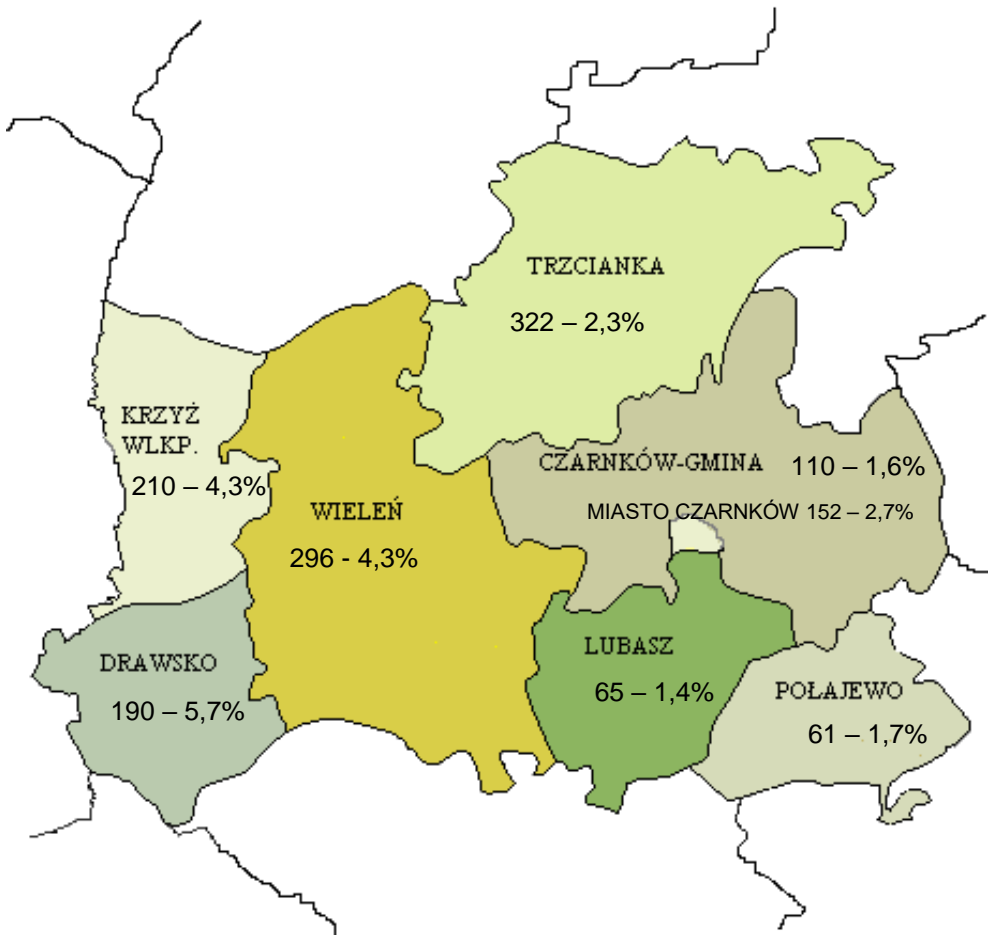 TRZCIANKA
322 – 2,3%
KRZYŻ
WLKP.
210 – 4,3%
WIELEŃ
296 - 4,3%
CZARNKÓW-GMINA 110 – 1,6%
MIASTO CZARNKÓW 152 – 2,7%
DRAWSKO
190 – 5,7%
LUBASZ
65 – 1,4%
POŁAJEWO
61 – 1,7%